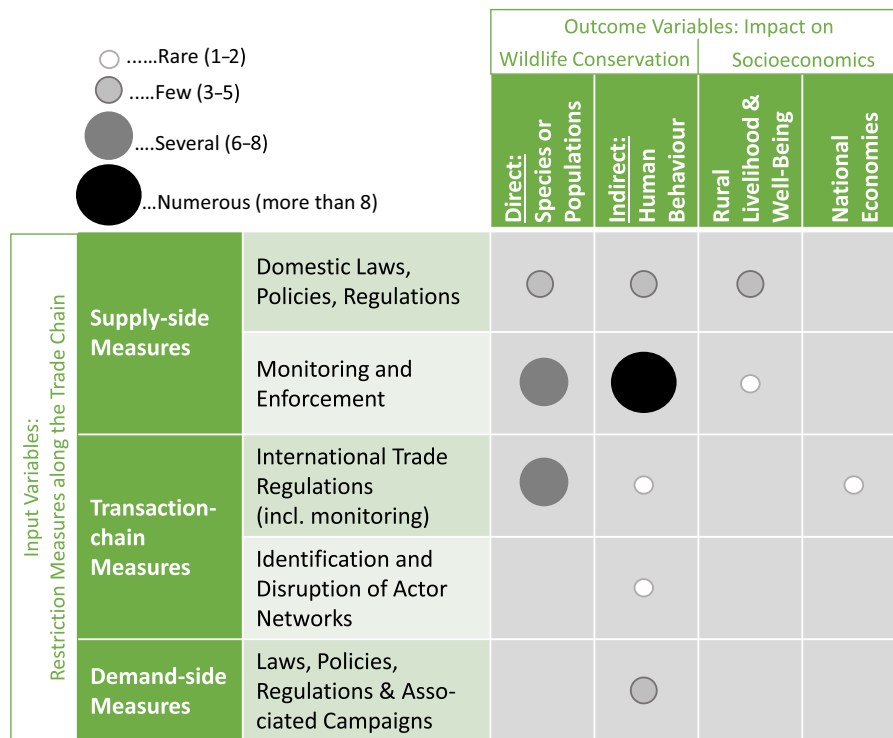 Outcome Variables: Impact on
Wildlife Conservation
Socioeconomics
......Rare (1–2)
.....Few (3–5)
....Several (6–8)
...Numerous (more than 8)
Direct:
Species or
Populations
Indirect:
Human
Behaviour
Rural
Livelihood &
Well-Being
National
Economies
Input Variables:
Restriction Measures along the Trade Chain
Supply-side
Measures
Domestic Laws,
Policies, Regulations
Monitoring and
Enforcement
Transaction-
chain
Measures
International Trade
Regulations
(incl. monitoring)
Identification and
Disruption of Actor
Networks
Demand-side
Measures
Laws, Policies,
Regulations & Asso-
ciated Campaigns